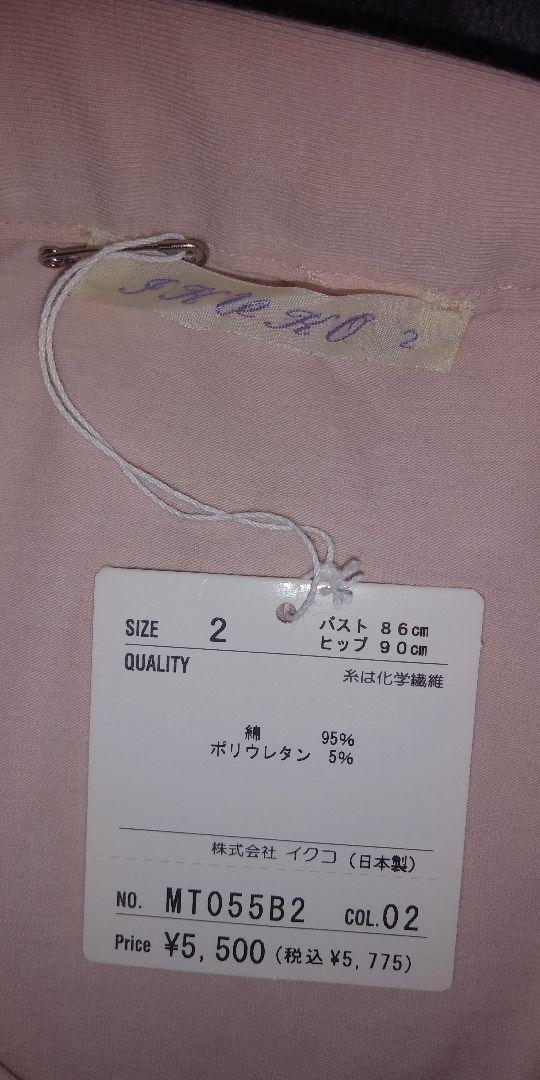 IKUKO 2
SIZE 2 バスト 86cm
ヒップ 90cm
QUALITY
糸は化学繊維
綿 95%
ポリウレタン 5%
株式会社 イクコ (日本製)
NO. MT055B2 COL.02
Price ¥5,500 (税込 ¥5,775)